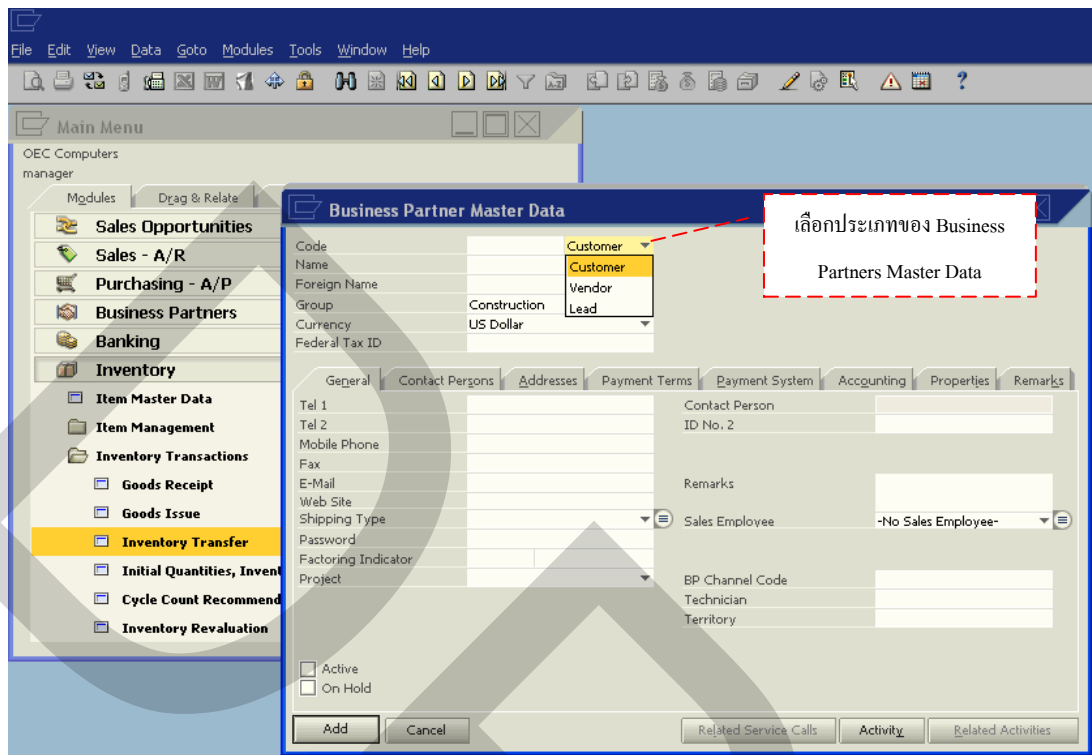 File Edit View Data Goto Modules Tools Window Help
Main Menu
OEC Computers
manager
Modules Drag & Relate
Sales Opportunities
Sales - A/R
Purchasing - A/P
Business Partners
Banking
Inventory
Item Master Data
Item Management
Inventory Transactions
Goods Receipt
Goods Issue
Inventory Transfer
Initial Quantities, Invent
Cycle Count Recommend
Inventory Revaluation
Business Partner Master Data
เลือกประเภทของ Business
Partners Master Data
Code Customer
Name Customer
Foreign Name Vendor
Group Construction Lead
Currency US Dollar
Federal Tax ID
General Contact Persons Addresses Payment Terms Payment System Accounting Properties Remarks
Tel 1 Contact Person
Tel 2 ID No. 2
Mobile Phone
Fax
E-Mail Remarks
Web Site
Shipping Type Sales Employee -No Sales Employee-
Password
Factoring Indicator
Project BP Channel Code
Technician
Territory
Active
On Hold
Add Cancel Related Service Calls Activity Related Activities